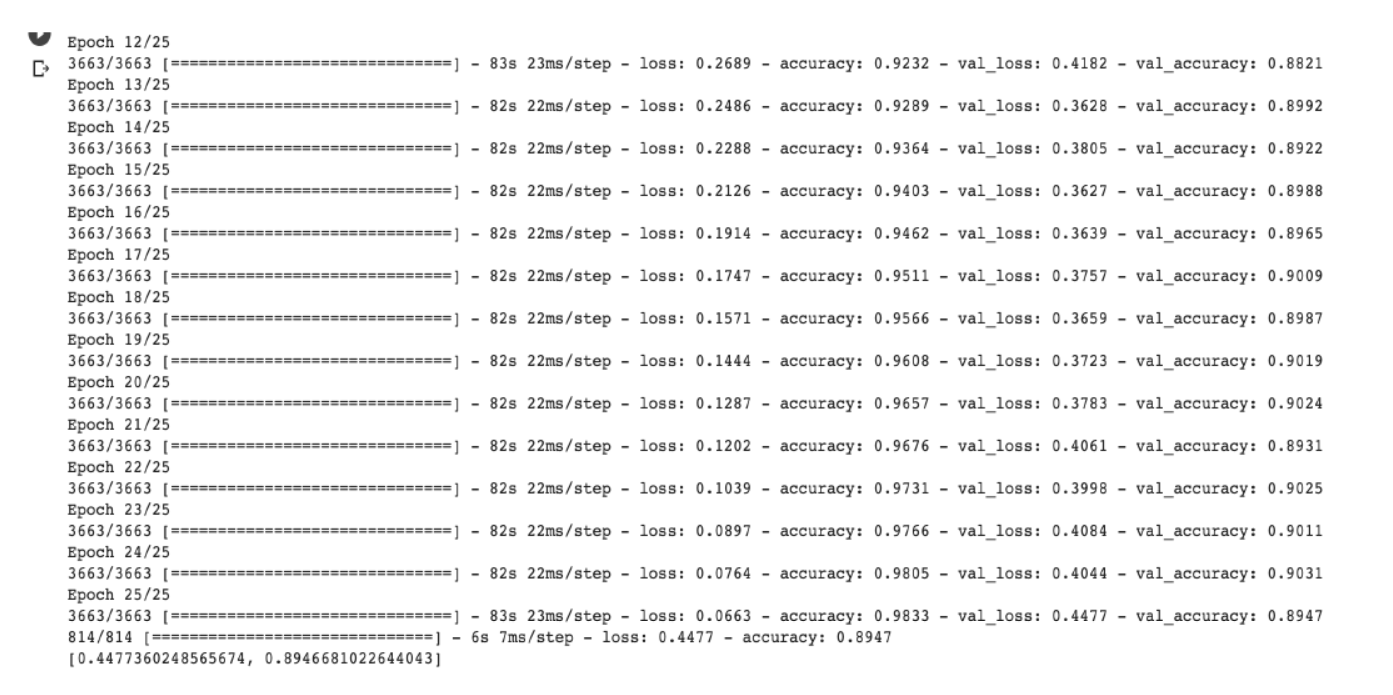 Epoch 12/25
3663/3663 [==============================] - 83s 23ms/step - loss: 0.2689 - accuracy: 0.9232 - val_loss: 0.4182 - val_accuracy: 0.8821
Epoch 13/25
3663/3663 [==============================] - 82s 22ms/step - loss: 0.2486 - accuracy: 0.9289 - val_loss: 0.3628 - val_accuracy: 0.8992
Epoch 14/25
3663/3663 [==============================] - 82s 22ms/step - loss: 0.2288 - accuracy: 0.9364 - val_loss: 0.3805 - val_accuracy: 0.8922
Epoch 15/25
3663/3663 [==============================] - 82s 22ms/step - loss: 0.2126 - accuracy: 0.9403 - val_loss: 0.3627 - val_accuracy: 0.8988
Epoch 16/25
3663/3663 [==============================] - 82s 22ms/step - loss: 0.1914 - accuracy: 0.9462 - val_loss: 0.3639 - val_accuracy: 0.8965
Epoch 17/25
3663/3663 [==============================] - 82s 22ms/step - loss: 0.1747 - accuracy: 0.9511 - val_loss: 0.3757 - val_accuracy: 0.9009
Epoch 18/25
3663/3663 [==============================] - 82s 22ms/step - loss: 0.1571 - accuracy: 0.9566 - val_loss: 0.3659 - val_accuracy: 0.8987
Epoch 19/25
3663/3663 [==============================] - 82s 22ms/step - loss: 0.1444 - accuracy: 0.9608 - val_loss: 0.3723 - val_accuracy: 0.9019
Epoch 20/25
3663/3663 [==============================] - 82s 22ms/step - loss: 0.1287 - accuracy: 0.9657 - val_loss: 0.3783 - val_accuracy: 0.9024
Epoch 21/25
3663/3663 [==============================] - 82s 22ms/step - loss: 0.1202 - accuracy: 0.9676 - val_loss: 0.4061 - val_accuracy: 0.8931
Epoch 22/25
3663/3663 [==============================] - 82s 22ms/step - loss: 0.1039 - accuracy: 0.9731 - val_loss: 0.3998 - val_accuracy: 0.9025
Epoch 23/25
3663/3663 [==============================] - 82s 22ms/step - loss: 0.0897 - accuracy: 0.9766 - val_loss: 0.4084 - val_accuracy: 0.9011
Epoch 24/25
3663/3663 [==============================] - 82s 22ms/step - loss: 0.0764 - accuracy: 0.9805 - val_loss: 0.4044 - val_accuracy: 0.9031
Epoch 25/25
3663/3663 [==============================] - 83s 23ms/step - loss: 0.0663 - accuracy: 0.9833 - val_loss: 0.4477 - val_accuracy: 0.8947
814/814 [==============================] - 6s 7ms/step - loss: 0.4477 - accuracy: 0.8947
[0.4477360248565674, 0.8946681022644043]